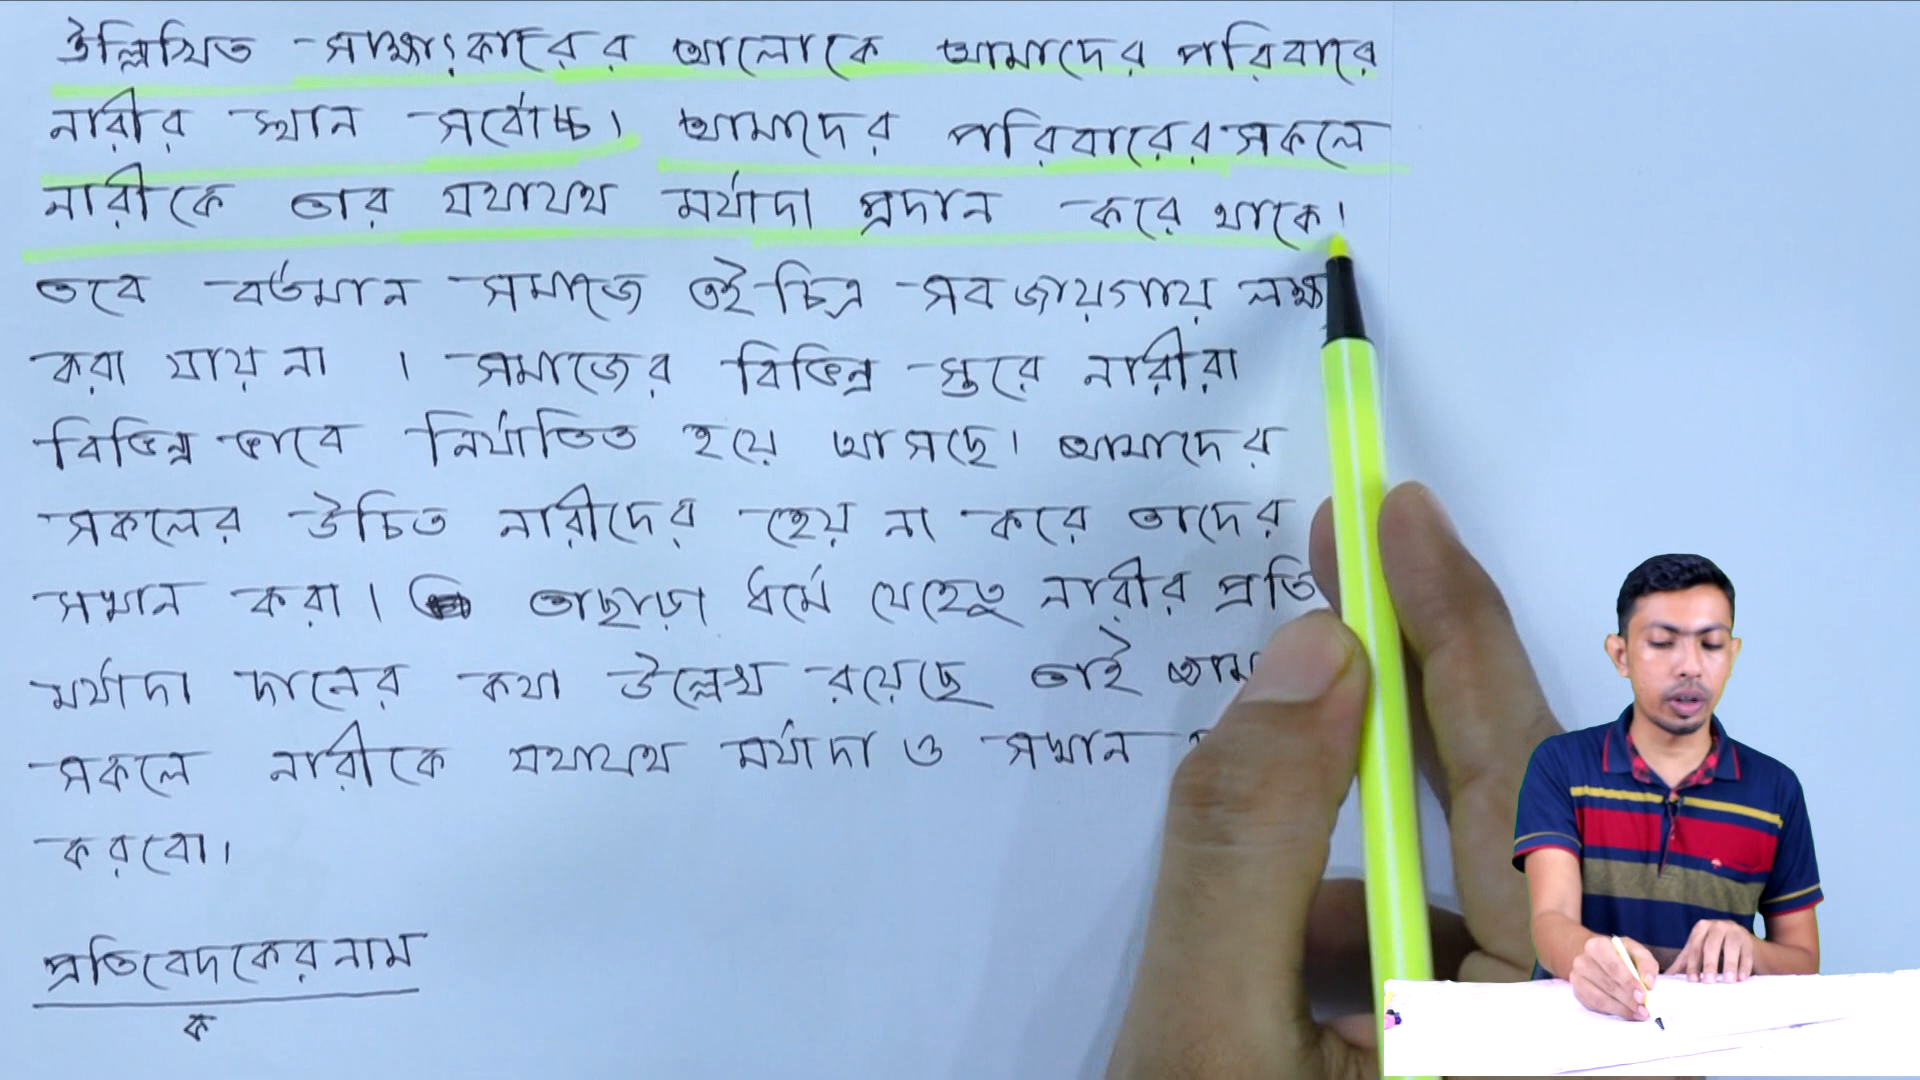 উল্লিখিত সাক্ষাৎকারের আলোকে আমাদের পরিবারে
নারীর স্থান সর্বোচ্চ। আমাদের পরিবারের সকলে
নারীকে তার যথাযথ মর্যাদা প্রদান করে থাকে।
তবে বর্তমান সমাজে এই চিত্র সব জায়গায় লক্ষ
করা যায় না । সমাজের বিভিন্ন স্তরে নারীরা
বিভিন্ন ভাবে নির্যাতিত হয়ে আসছে। আমাদের
সকলের উচিত নারীদের হেয় না করে তাদের
সম্মান করা। তাছাড়া ধর্মে যেহেতু নারীর প্রতি
মর্যাদা দানের কথা উল্লেখ রয়েছে তাই
সকলে নারীকে যথাযথ মর্যাদা ও সম্মান
করবো।
প্রতিবেদকের নাম
ক